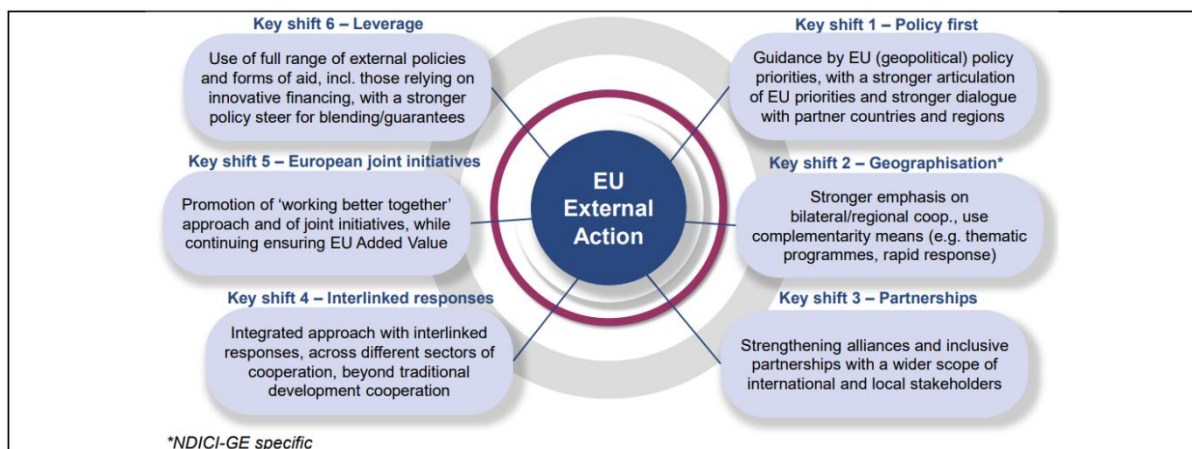 Key shift 6 – Leverage
Use of full range of external policies
and forms of aid, incl. those relying on
innovative financing, with a stronger
policy steer for blending/guarantees
Key shift 1 – Policy first
Guidance by EU (geopolitical) policy
priorities, with a stronger articulation
of EU priorities and stronger dialogue
with partner countries and regions
Key shift 5 – European joint initiatives
Promotion of ‘working better together’
approach and of joint initiatives, while
continuing ensuring EU Added Value
EU
External
Action
Key shift 2 – Geographisation*
Stronger emphasis on
bilateral/regional coop., use
complementarity means (e.g. thematic
programmes, rapid response)
Key shift 4 – Interlinked responses
Integrated approach with interlinked
responses, across different sectors of
cooperation, beyond traditional
development cooperation
Key shift 3 – Partnerships
Strengthening alliances and inclusive
partnerships with a wider scope of
international and local stakeholders
*NDICI-GE specific